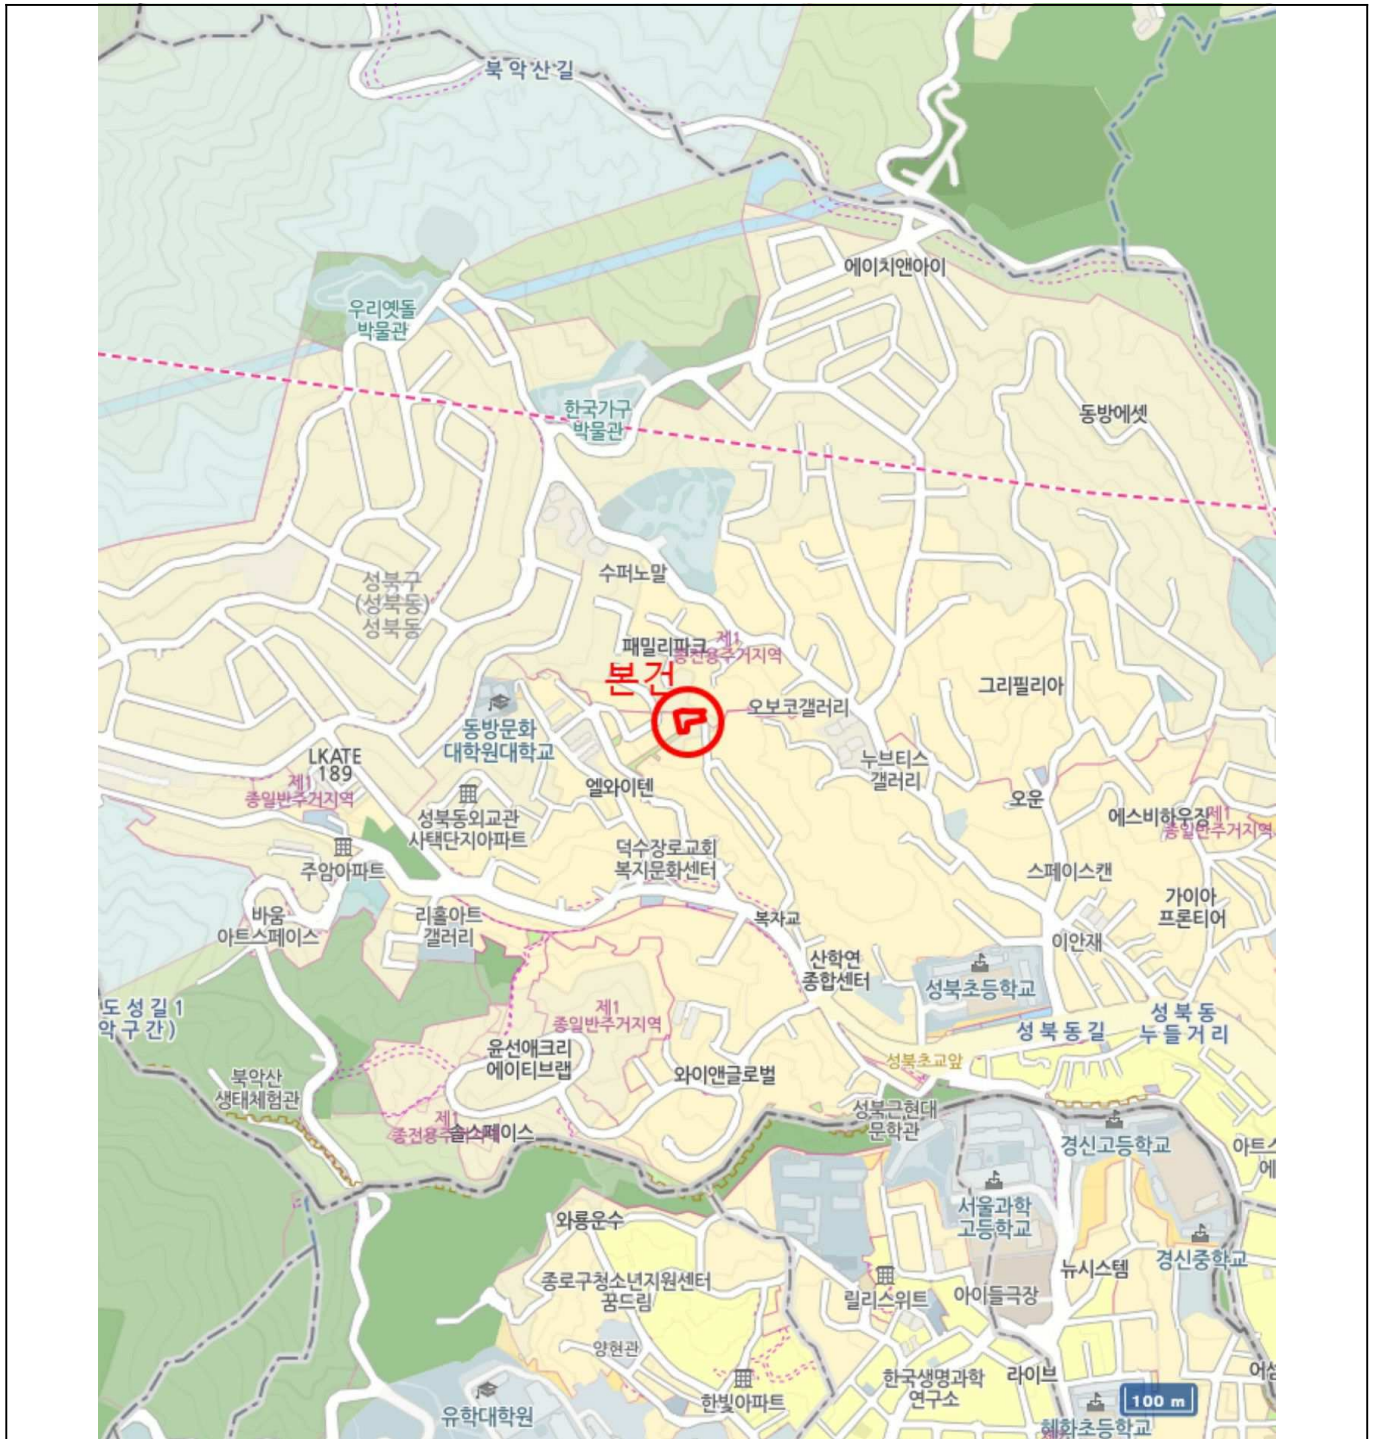 북악산길
에이치앤아이
우리옛돌
박물관
한국가구
박물관
동방에셋
수퍼노말
성북구
(성북동)
성북동
패밀리파크
제1
종전용주거지역
본건
그리필리아
오보코갤러리
동방문화
대학원대학교
LKATE
189
누브티스
갤러리
제1
종일반주거지역
엘와이텐
오운
에스비하우장
제1
종일반주거지역
성북동외교관
사택단지아파트
덕수장로교회
복지문화센터
주암아파트
스페이스캔
가이아
프론티어
바움
아트스페이스
리홀아트
갤러리
복자교
이안재
산학연
종합센터
성북초등학교
도성길1
악구간)
제1
종일반주거지역
성북동길
성북동
누들거리
윤선애크리
에이티브랩
와이앤글로벌
성북초교앞
북악산
생태체험관
성북근현대
문학관
제1
솔스페이스
경신고등학교
아트스
에
서울과학
고등학교
와룡운수
경신중학교
종로구청소년지원센터
꿈드림
뉴시스템
릴리스위트
아이들극장
양현관
한국생명과학
연구소
라이브
한빛아파트
유학대학원
100 m
혜화초등학교